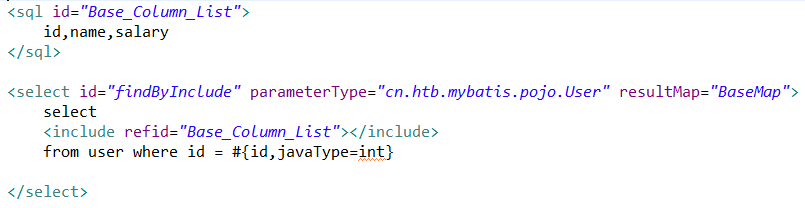 <sql id="Base_Column_List">
id,name,salary
</sql>
<select id="findByInclude" parameterType="cn.htb.mybatis.pojo.User" resultMap="BaseMap">
select
<include refid="Base_Column_List"></include>
from user where id = #{id,javaType=int}
</select>